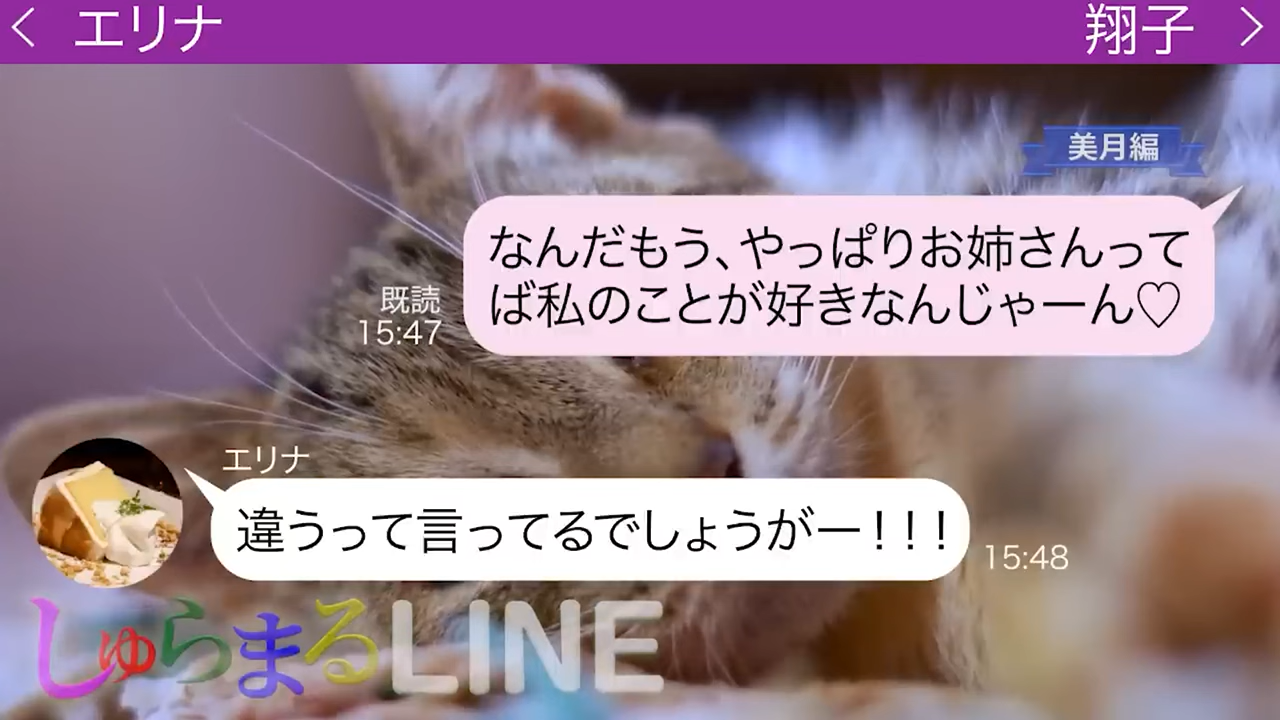 エリナ
翔子
美月編
なんだもう、やっぱりお姉さんって
ば私のことが好きなんじゃーん♡
既読
15:47
エリナ
違うって言ってるでしょうがー！！！
15:48
しゅらまるLINE